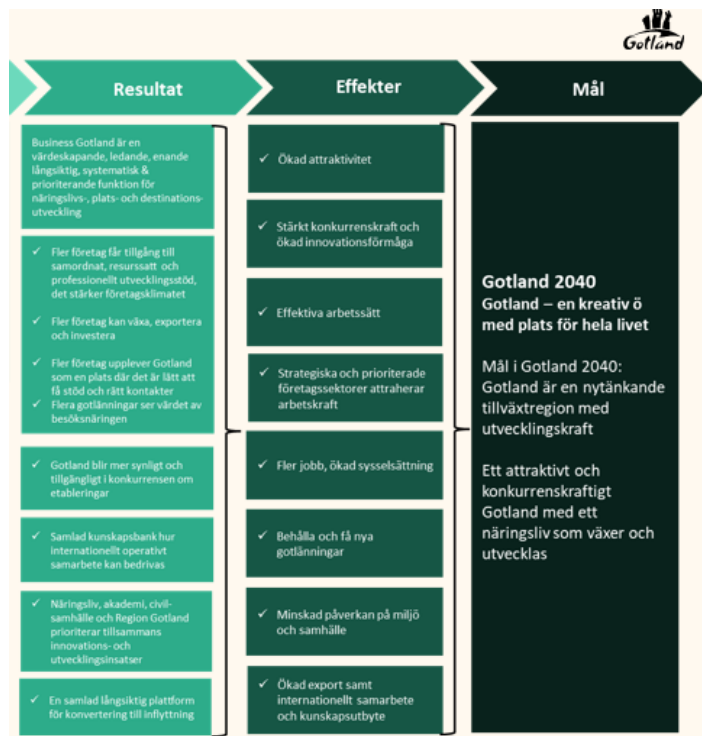 Gotland
Resultat
Effekter
Mål
Business Gotland är en
värdeskapande, ledande, enande
långsiktig, systematisk &
prioriterande funktion för
näringslivs-, plats- och destinations-
utveckling
✓ Fler företag får tillgång till
samordnat, resurssatt och
professionellt utvecklingsstöd,
det stärker företagsklimatet
✓ Fler företag kan växa, exportera
och investera
✓ Fler företag upplever Gotland
som en plats där det är lätt att
få stöd och rätt kontakter
✓ Flera gotlänningar ser värdet av
besöksnäringen
✓ Gotland blir mer synligt och
tillgängligt i konkurrensen om
etableringar
✓ Samlad kunskapsbank hur
internationellt operativt
samarbete kan bedrivas
✓ Näringsliv, akademi, civil-
samhälle och Region Gotland
prioriterar tillsammans
innovations- och
utvecklingsinsatser
✓ En samlad långsiktig plattform
för konvertering till inflyttning
✓ Ökad attraktivitet
✓ Stärkt konkurrenskraft och
ökad innovationsförmåga
✓ Effektiva arbetssätt
✓ Strategiska och prioriterade
företagssektorer attraherar
arbetskraft
✓ Fler jobb, ökad sysselsättning
✓ Behålla och få nya
gotlänningar
✓ Minskad påverkan på miljö
och samhälle
✓ Ökad export samt
internationellt samarbete
och kunskapsutbyte
Gotland 2040
Gotland – en kreativ ö
med plats för hela livet
Mål i Gotland 2040:
Gotland är en nytänkande
tillväxtregion med
utvecklingskraft
Ett attraktivt och
konkurrenskraftigt
Gotland med ett
näringsliv som växer och
utvecklas